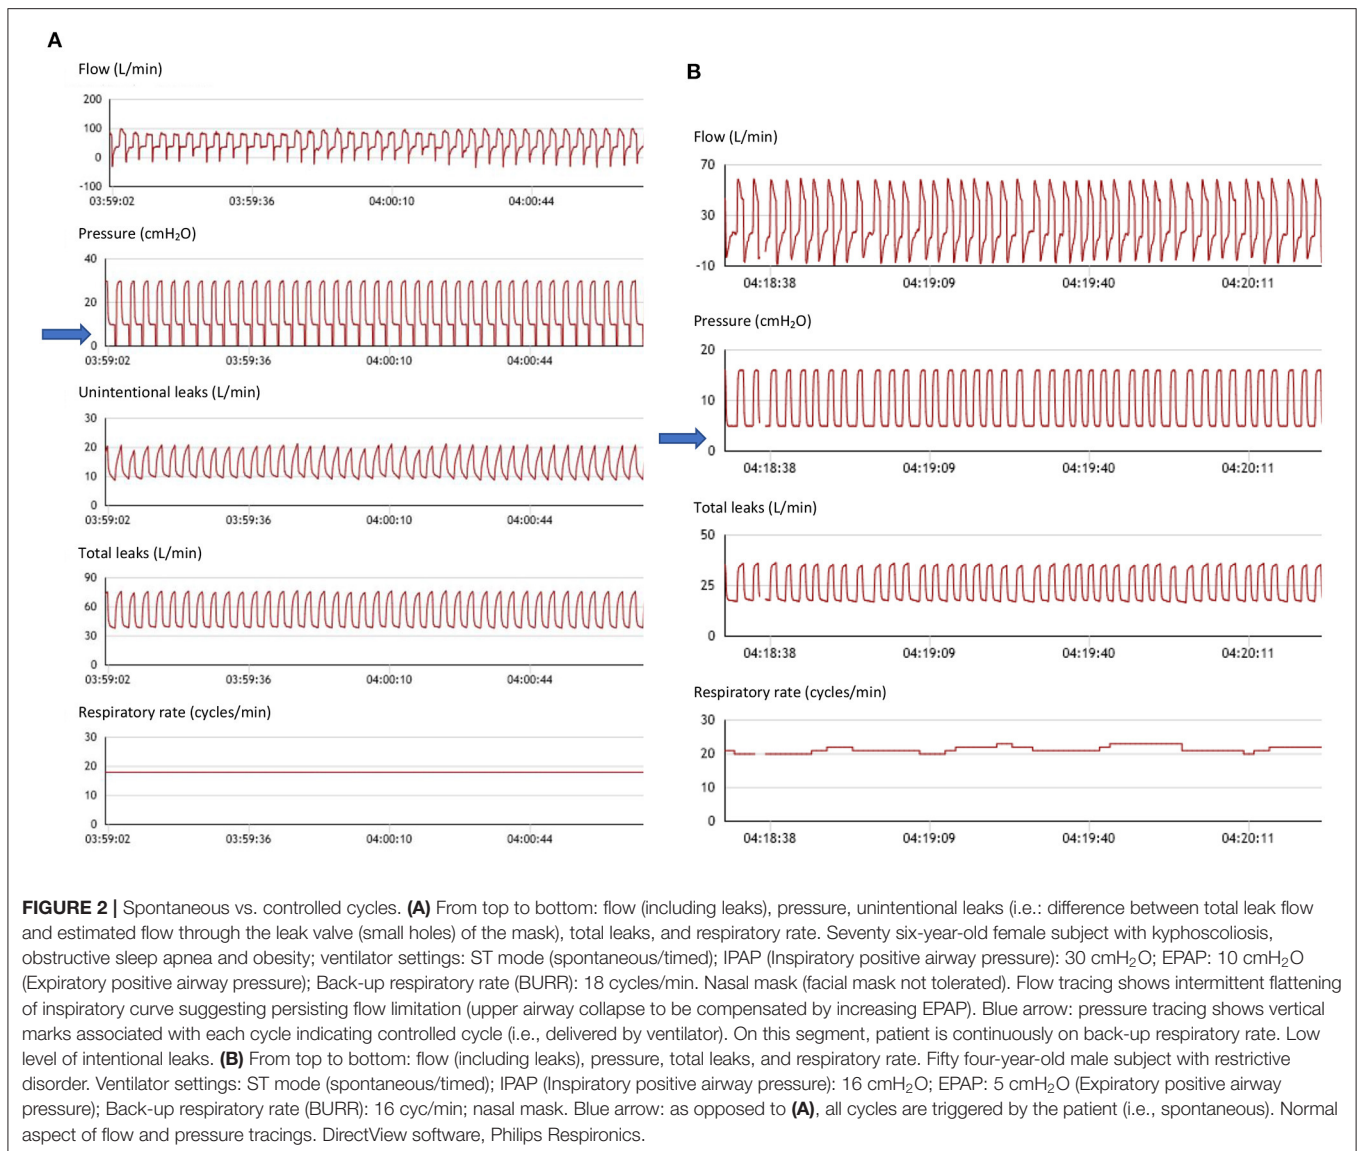 A
Flow (L/min)
200
100
0
-100
03:59:02 03:59:36 04:00:10 04:00:44
Pressure (cmH₂O)
40
20
0
03:59:02 03:59:36 04:00:10 04:00:44
Unintentional leaks (L/min)
30
20
10
0
03:59:02 03:59:36 04:00:10 04:00:44
Total leaks (L/min)
90
60
30
0
03:59:02 03:59:36 04:00:10 04:00:44
Respiratory rate (cycles/min)
30
20
10
0
03:59:02 03:59:36 04:00:10 04:00:44
B
Flow (L/min)
70
30
-10
04:18:38 04:19:09 04:19:40 04:20:11
Pressure (cmH₂O)
20
10
0
04:18:38 04:19:09 04:19:40 04:20:11
Total leaks (L/min)
50
25
0
04:18:38 04:19:09 04:19:40 04:20:11
Respiratory rate (cycles/min)
30
20
10
0
04:18:38 04:19:09 04:19:40 04:20:11
FIGURE 2 | Spontaneous vs. controlled cycles. (A) From top to bottom: flow (including leaks), pressure, unintentional leaks (i.e.: difference between total leak flow
and estimated flow through the leak valve (small holes) of the mask), total leaks, and respiratory rate. Seventy six-year-old female subject with kyphoscoliosis,
obstructive sleep apnea and obesity; ventilator settings: ST mode (spontaneous/timed); IPAP (Inspiratory positive airway pressure): 30 cmH₂O; EPAP: 10 cmH₂O
(Expiratory positive airway pressure); Back-up respiratory rate (BURR): 18 cycles/min. Nasal mask (facial mask not tolerated). Flow tracing shows intermittent flattening
of inspiratory curve suggesting persisting flow limitation (upper airway collapse to be compensated by increasing EPAP). Blue arrow: pressure tracing shows vertical
marks associated with each cycle indicating controlled cycle (i.e., delivered by ventilator). On this segment, patient is continuously on back-up respiratory rate. Low
level of intentional leaks. (B) From top to bottom: flow (including leaks), pressure, total leaks, and respiratory rate. Fifty four-year-old male subject with restrictive
disorder. Ventilator settings: ST mode (spontaneous/timed); IPAP (Inspiratory positive airway pressure): 16 cmH₂O; EPAP: 5 cmH₂O (Expiratory positive airway
pressure); Back-up respiratory rate (BURR): 16 cyc/min; nasal mask. Blue arrow: as opposed to (A), all cycles are triggered by the patient (i.e., spontaneous). Normal
aspect of flow and pressure tracings. DirectView software, Philips Respironics.